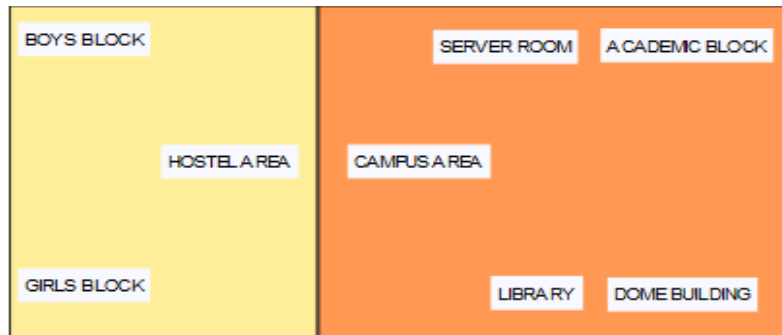 BOYS BLOCK
SERVER ROOM
ACADEMIC BLOCK
HOSTEL AREA
CAMPUS AREA
GIRLS BLOCK
LIBRARY
DOME BUILDING